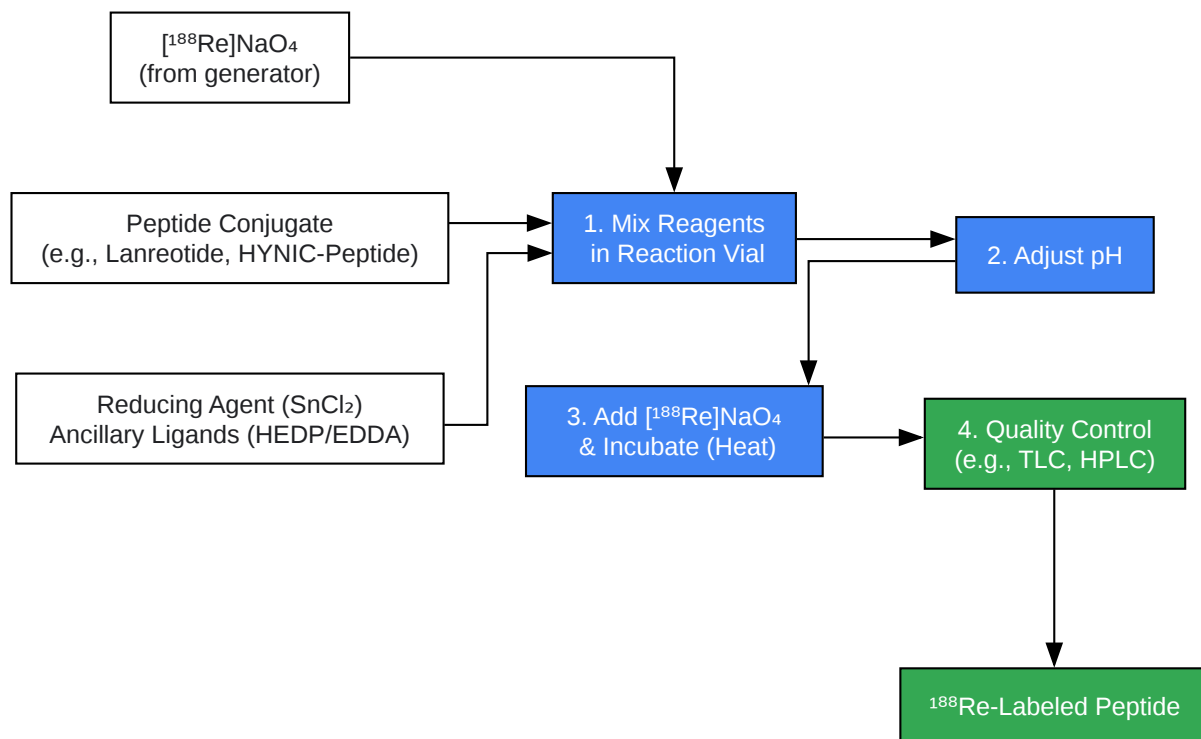 [¹⁸⁸Re]NaO₄
(from generator)
Peptide Conjugate
(e.g., Lanreotide, HYNIC-Peptide)
1. Mix Reagents
in Reaction Vial
2. Adjust pH
Reducing Agent (SnCl₂)
Ancillary Ligands (HEDP/EDDA)
3. Add [¹⁸⁸Re]NaO₄
& Incubate (Heat)
4. Quality Control
(e.g., TLC, HPLC)
¹⁸⁸Re-Labeled Peptide